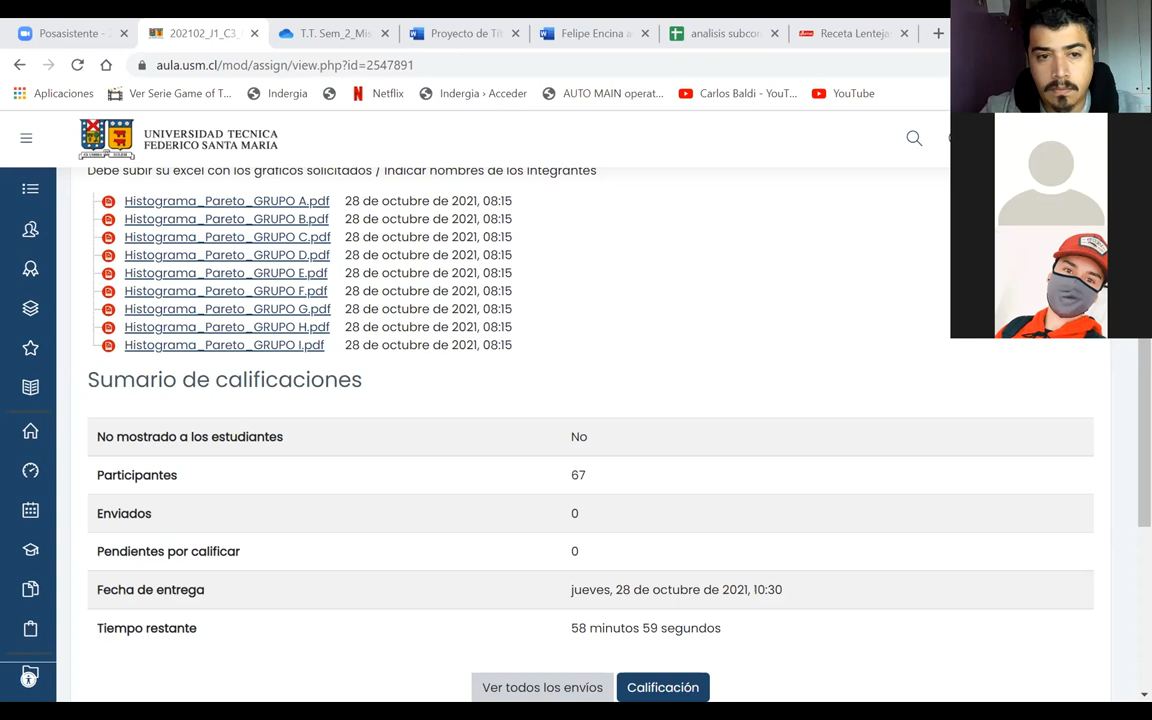 Posasistente -
202102_J1_C3_
T.T. Sem_2_Mis
Proyecto de Tit
Felipe Encina a
analisis subcon
Receta Lenteja
aula.usm.cl/mod/assign/view.php?id=2547891
Aplicaciones
Ver Serie Game of T...
Indergia
Netflix
Indergia › Acceder
AUTO MAIN operat...
Carlos Baldi - YouT...
YouTube
UNIVERSIDAD TECNICA
FEDERICO SANTA MARIA
Debe subir su excel con los gráficos solicitados / Indicar nombres de los integrantes
Histograma_Pareto_GRUPO A.pdf 28 de octubre de 2021, 08:15
Histograma_Pareto_GRUPO B.pdf 28 de octubre de 2021, 08:15
Histograma_Pareto_GRUPO C.pdf 28 de octubre de 2021, 08:15
Histograma_Pareto_GRUPO D.pdf 28 de octubre de 2021, 08:15
Histograma_Pareto_GRUPO E.pdf 28 de octubre de 2021, 08:15
Histograma_Pareto_GRUPO F.pdf 28 de octubre de 2021, 08:15
Histograma_Pareto_GRUPO G.pdf 28 de octubre de 2021, 08:15
Histograma_Pareto_GRUPO H.pdf 28 de octubre de 2021, 08:15
Histograma_Pareto_GRUPO I.pdf 28 de octubre de 2021, 08:15
Sumario de calificaciones
No mostrado a los estudiantes No
Participantes 67
Enviados 0
Pendientes por calificar 0
Fecha de entrega jueves, 28 de octubre de 2021, 10:30
Tiempo restante 58 minutos 59 segundos
Ver todos los envíos Calificación